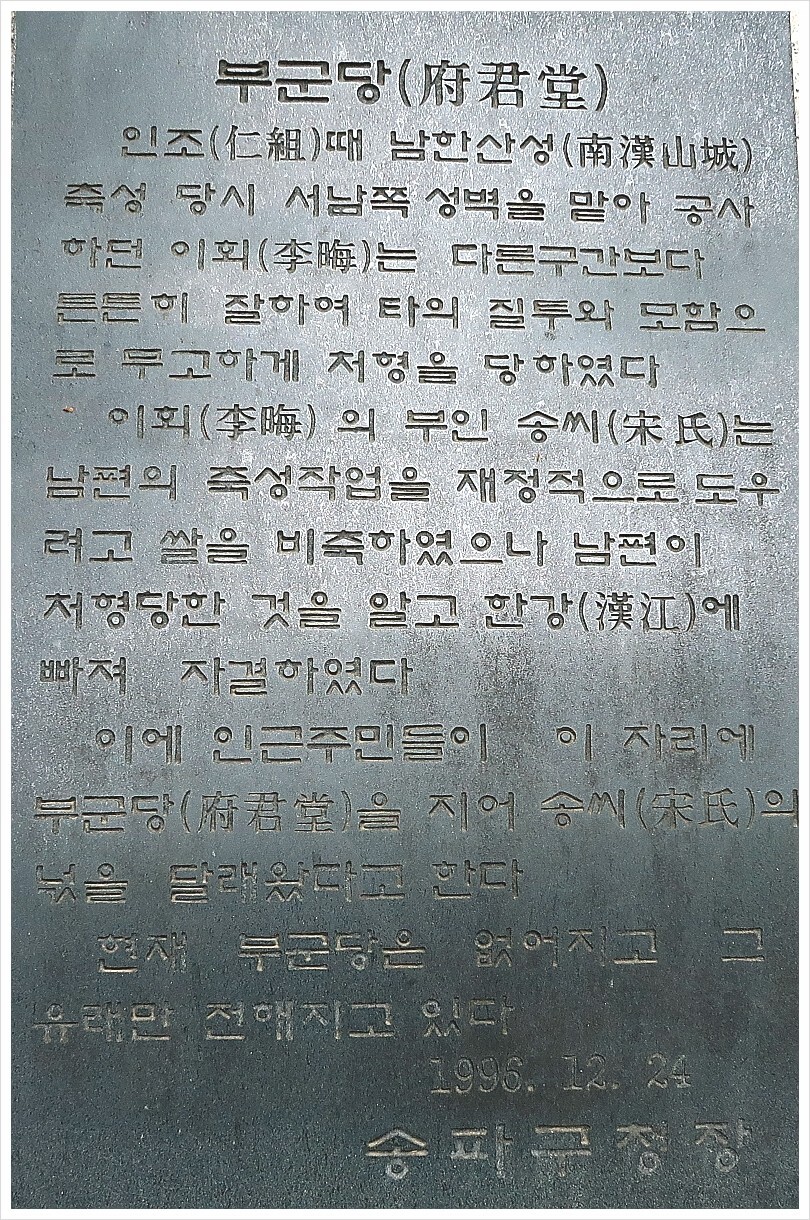 부군당(府君堂)
인조(仁組)때 남한산성(南漢山城)
축성 당시 서남쪽 성벽을 맡아 공사
하던 이회(李晦)는 다른구간보다
튼튼히 잘하여 타의 질투와 모함으
로 무고하게 처형을 당하였다
이회(李晦) 의 부인 송씨(宋氏)는
남편의 축성작업을 재정적으로 도우
려고 쌀을 비축하였으나 남편이
처형당한 것을 알고 한강(漢江)에
빠져 자결하였다
이에 인근주민들이 이 자리에
부군당(府君堂)을 지어 송씨(宋氏)의
넋을 달래왔다고 한다
현재 부군당은 없어지고 그
유래만 전해지고 있다
1996. 12. 24
송파구청장